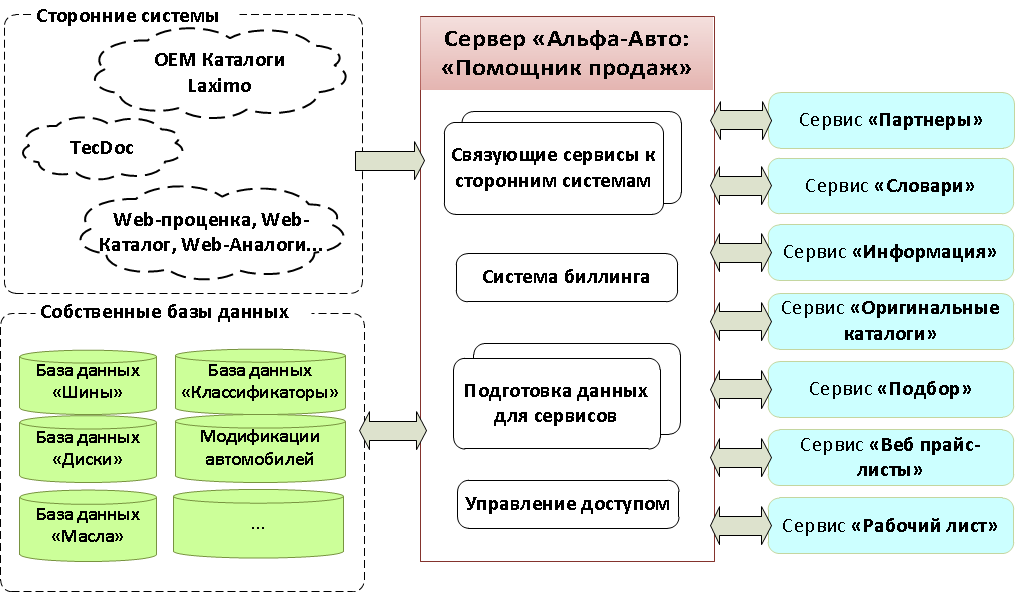 Сторонние системы
OEM Каталоги
Laximo
TecDoc
Web-проценка, Web-
Каталог, Web-Аналоги...
Собственные базы данных
База данных
«Шины»
База данных
«Классификаторы»
База данных
«Диски»
Модификации
автомобилей
База данных
«Масла»
...
Сервер «Альфа-Авто:
«Помощник продаж»
Связующие сервисы к
сторонним системам
Система биллинга
Подготовка данных
для сервисов
Управление доступом
Сервис «Партнеры»
Сервис «Словари»
Сервис «Информация»
Сервис «Оригинальные
каталоги»
Сервис «Подбор»
Сервис «Веб прайс-
листы»
Сервис «Рабочий лист»